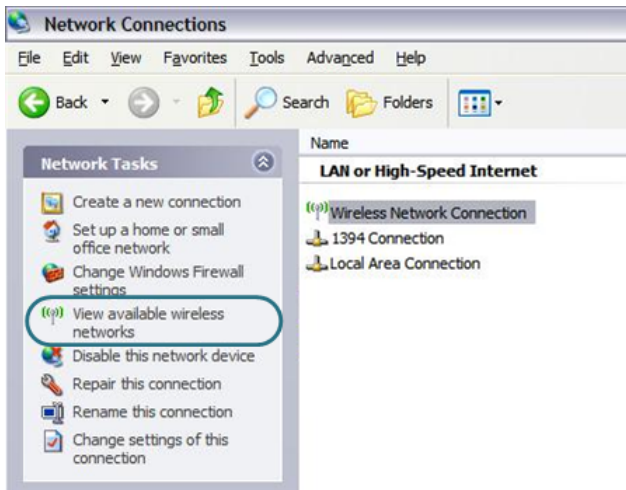 Network Connections
File Edit View Favorites Tools Advanced Help
Back Search Folders
Name
Network Tasks
LAN or High-Speed Internet
Create a new connection
Set up a home or small
office network
Change Windows Firewall
settings
View available wireless
networks
Disable this network device
Repair this connection
Rename this connection
Change settings of this
connection
Wireless Network Connection
1394 Connection
Local Area Connection